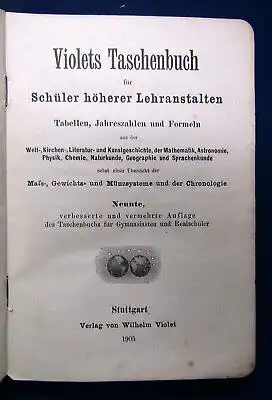 Violets Taschenbuch
für
Schüler höherer Lehranstalten
Tabellen, Jahreszahlen und Formeln
aus der
Welt-, Kirchen-, Literatur- und Kunstgeschichte, der Mathematik, Astronomie,
Physik, Chemie, Naturkunde, Geographie und Sprachenkunde
nebst einer Übersicht der
Maß-, Gewichts- und Münzsysteme und der Chronologie
Neunte,
verbesserte und vermehrte Auflage
des Taschenbuchs für Gymnasiasten und Realschüler
Stuttgart
Verlag von Wilhelm Violet
1905